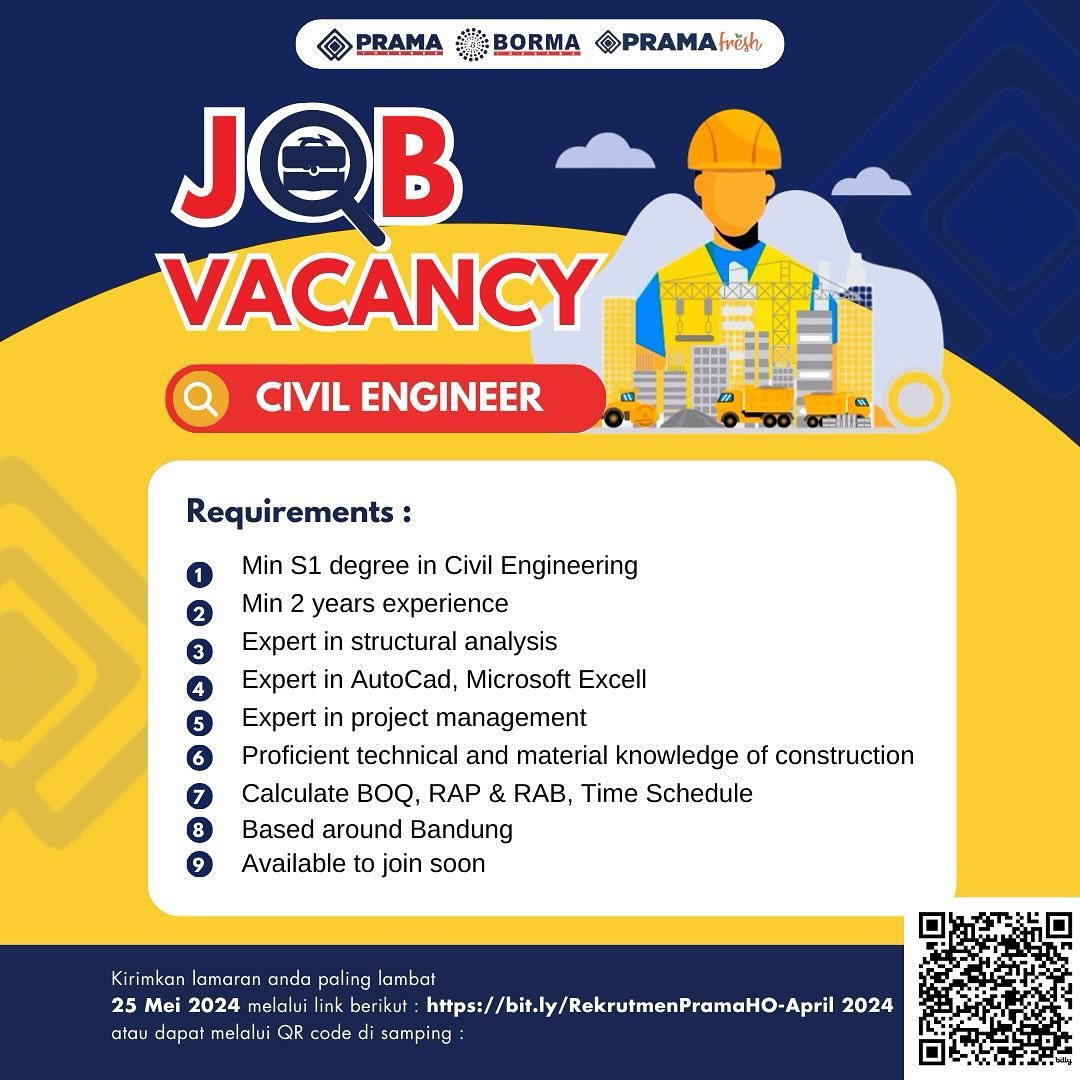 PRAMA BORMA PRAMA fresh
JOB
VACANCY
CIVIL ENGINEER
Requirements :
1 Min S1 degree in Civil Engineering
2 Min 2 years experience
3 Expert in structural analysis
4 Expert in AutoCad, Microsoft Excell
5 Expert in project management
6 Proficient technical and material knowledge of construction
7 Calculate BOQ, RAP & RAB, Time Schedule
8 Based around Bandung
9 Available to join soon
Kirimkan lamaran anda paling lambat
25 Mei 2024 melalui link berikut : https://bit.ly/RekrutmenPramaHO-April 2024
atau dapat melalui QR code di samping :
billy